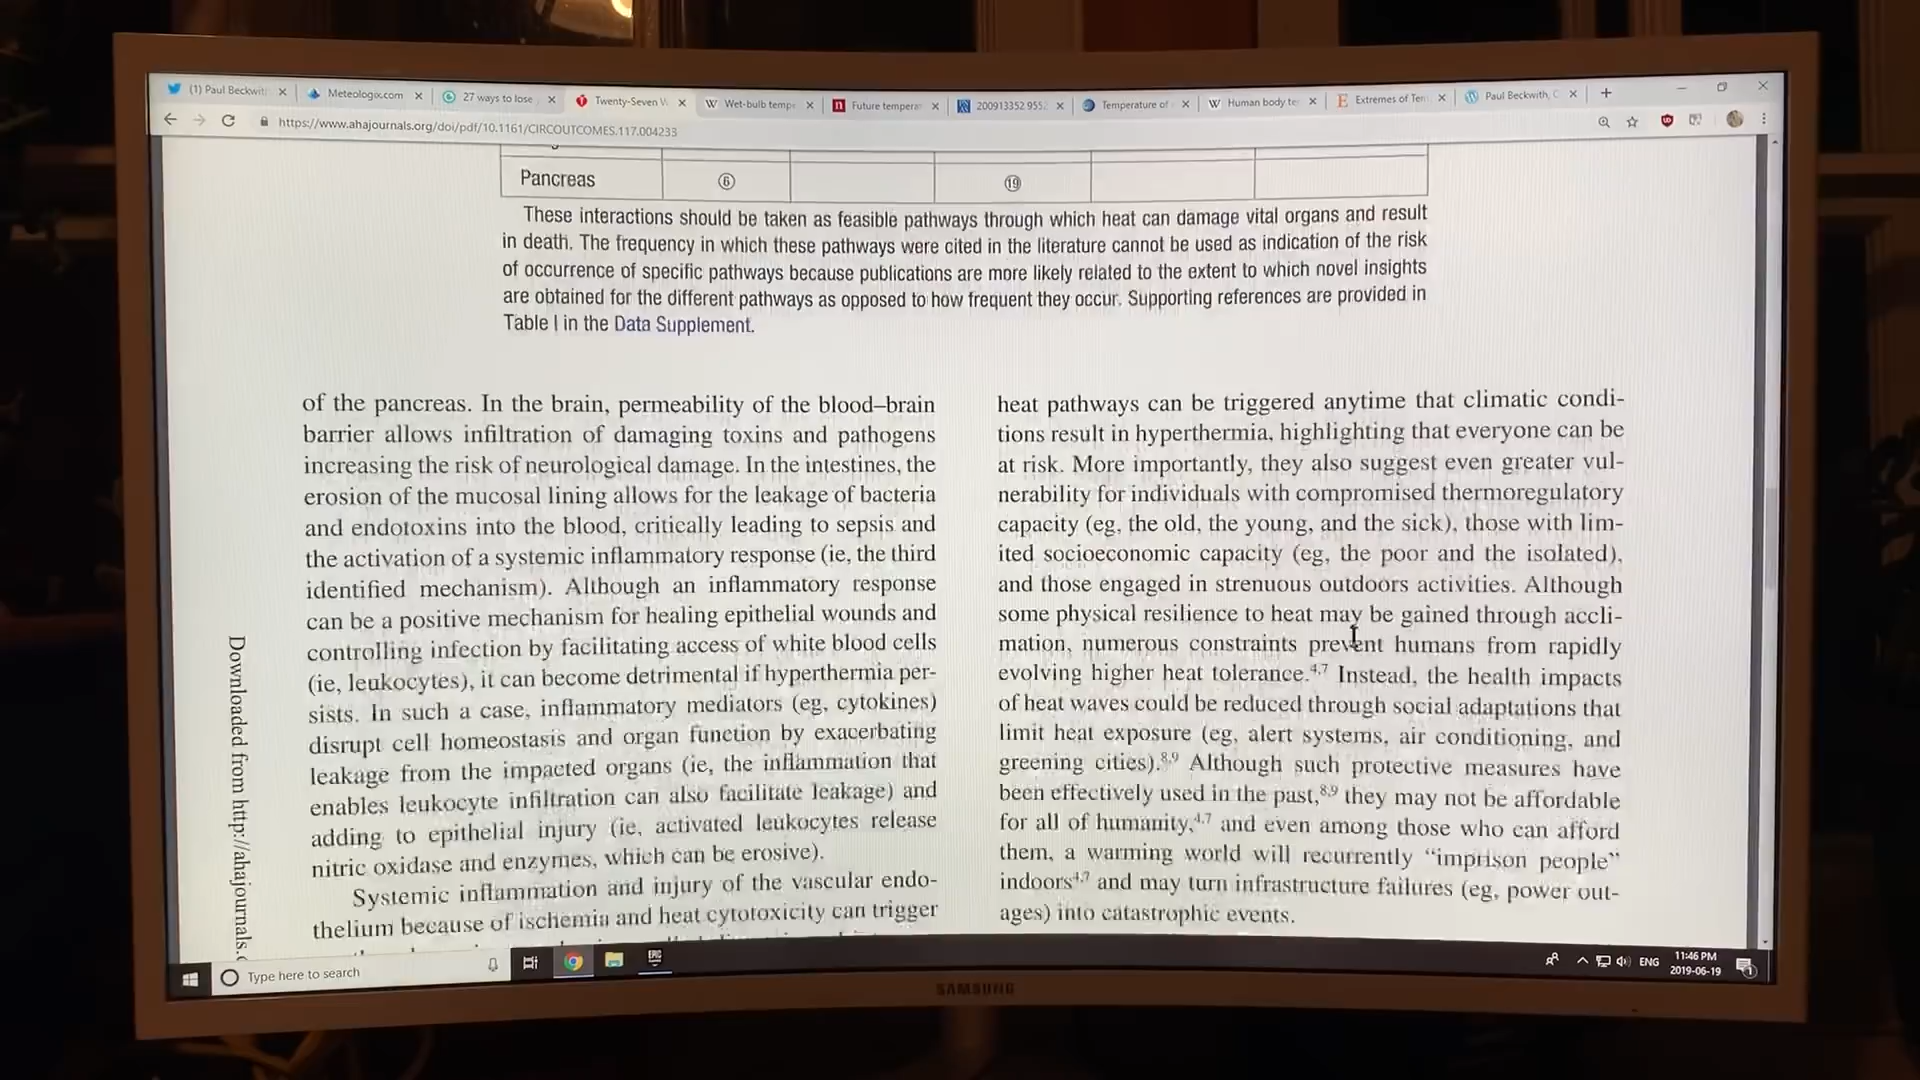 (1) Paul Beckwit
Meteologix.com
27 ways to lose
Twenty-Seven W
Wet-bulb tempe
Future tempera
200913352 955.
Temperature of
Human body te
Extremes of Tem
Paul Beckwith, C
https://www.ahajournals.org/doi/pdf/10.1161/CIRCOUTCOMES.117.004233
Pancreas ⑥ ⑲
These interactions should be taken as feasible pathways through which heat can damage vital organs and result
in death. The frequency in which these pathways were cited in the literature cannot be used as indication of the risk
of occurrence of specific pathways because publications are more likely related to the extent to which novel insights
are obtained for the different pathways as opposed to how frequent they occur. Supporting references are provided in
Table I in the Data Supplement.
of the pancreas. In the brain, permeability of the blood–brain
barrier allows infiltration of damaging toxins and pathogens
increasing the risk of neurological damage. In the intestines, the
erosion of the mucosal lining allows for the leakage of bacteria
and endotoxins into the blood, critically leading to sepsis and
the activation of a systemic inflammatory response (ie, the third
identified mechanism). Although an inflammatory response
can be a positive mechanism for healing epithelial wounds and
controlling infection by facilitating access of white blood cells
(ie, leukocytes), it can become detrimental if hyperthermia per-
sists. In such a case, inflammatory mediators (eg, cytokines)
disrupt cell homeostasis and organ function by exacerbating
leakage from the impacted organs (ie, the inflammation that
enables leukocyte infiltration can also facilitate leakage) and
adding to epithelial injury (ie, activated leukocytes release
nitric oxidase and enzymes, which can be erosive).
Systemic inflammation and injury of the vascular endo-
thelium because of ischemia and heat cytotoxicity can trigger
heat pathways can be triggered anytime that climatic condi-
tions result in hyperthermia, highlighting that everyone can be
at risk. More importantly, they also suggest even greater vul-
nerability for individuals with compromised thermoregulatory
capacity (eg, the old, the young, and the sick), those with lim-
ited socioeconomic capacity (eg, the poor and the isolated),
and those engaged in strenuous outdoors activities. Although
some physical resilience to heat may be gained through accli-
mation, numerous constraints prevent humans from rapidly
evolving higher heat tolerance.4,7 Instead, the health impacts
of heat waves could be reduced through social adaptations that
limit heat exposure (eg, alert systems, air conditioning, and
greening cities).8,9 Although such protective measures have
been effectively used in the past,8,9 they may not be affordable
for all of humanity,4,7 and even among those who can afford
them, a warming world will recurrently “imprison people”
indoors4,7 and may turn infrastructure failures (eg, power out-
ages) into catastrophic events.
Downloaded from http://ahajournals.
Type here to search
EPIC
ENG
11:46 PM
2019-06-19
SAMSUNG